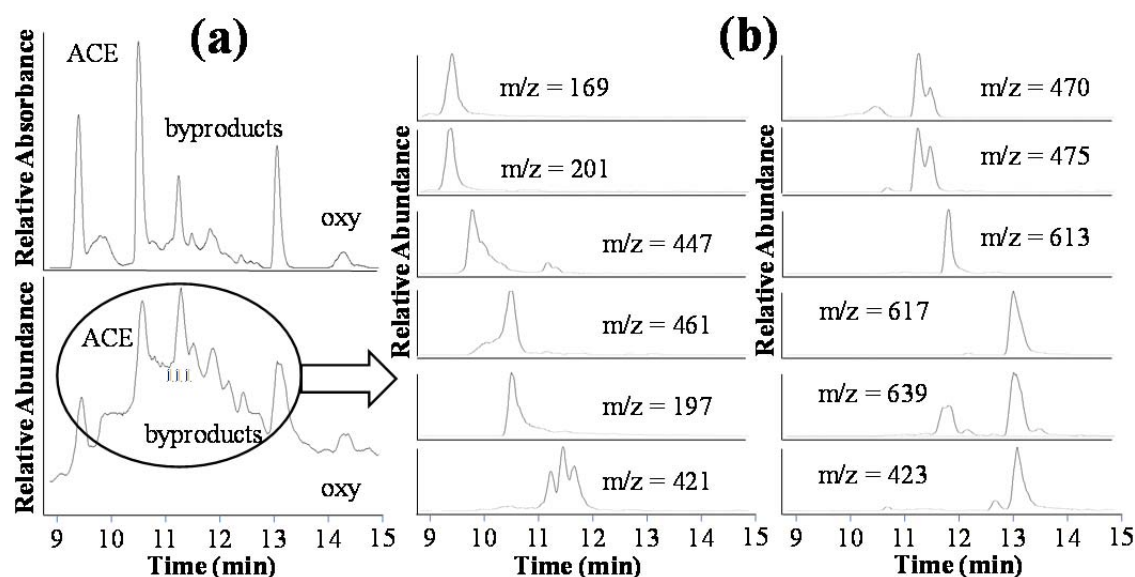 (a)
ACE
byproducts
oxy
Relative Absorbance
ACE
iii
byproducts
oxy
Relative Abundance
9 10 11 12 13 14 15
Time (min)
(b)
m/z = 169
m/z = 201
m/z = 447
m/z = 461
m/z = 197
m/z = 421
Relative Abundance
9 10 11 12 13 14 15
Time (min)
m/z = 470
m/z = 475
m/z = 613
m/z = 617
m/z = 639
m/z = 423
Relative Abundance
9 10 11 12 13 14 15
Time (min)